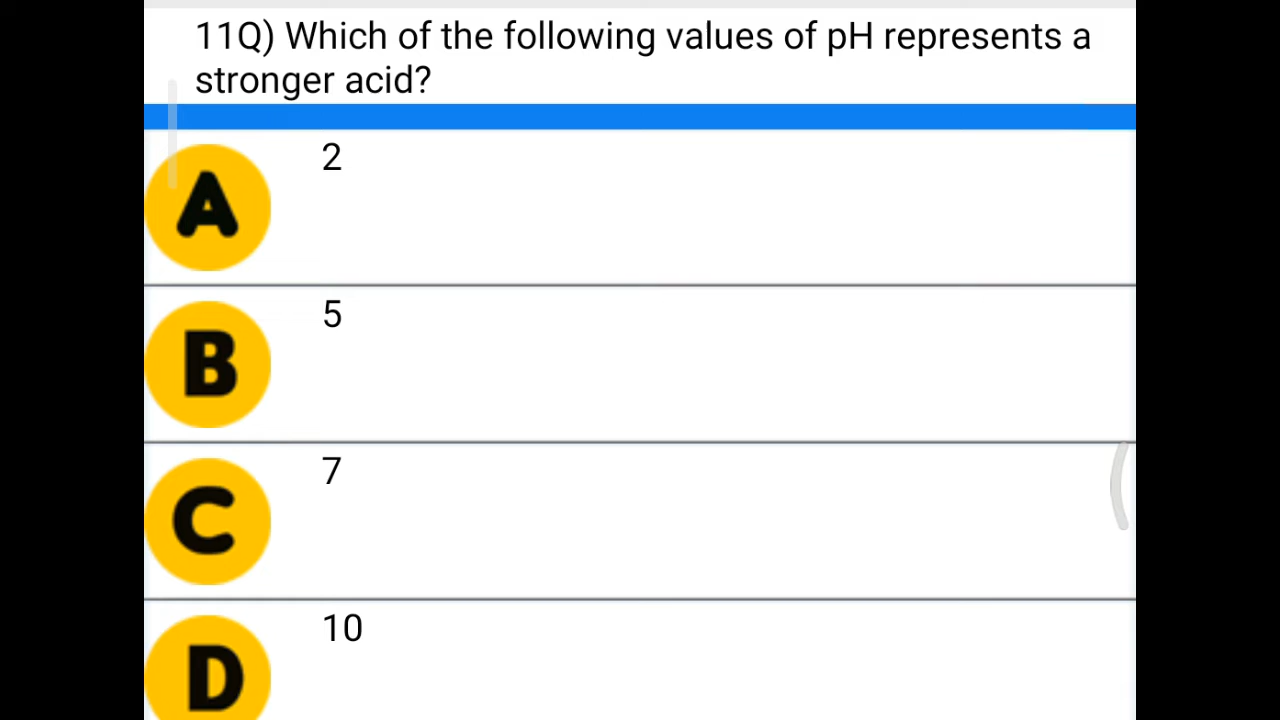 11Q) Which of the following values of pH represents a
stronger acid?
A 2
B 5
C 7
D 10